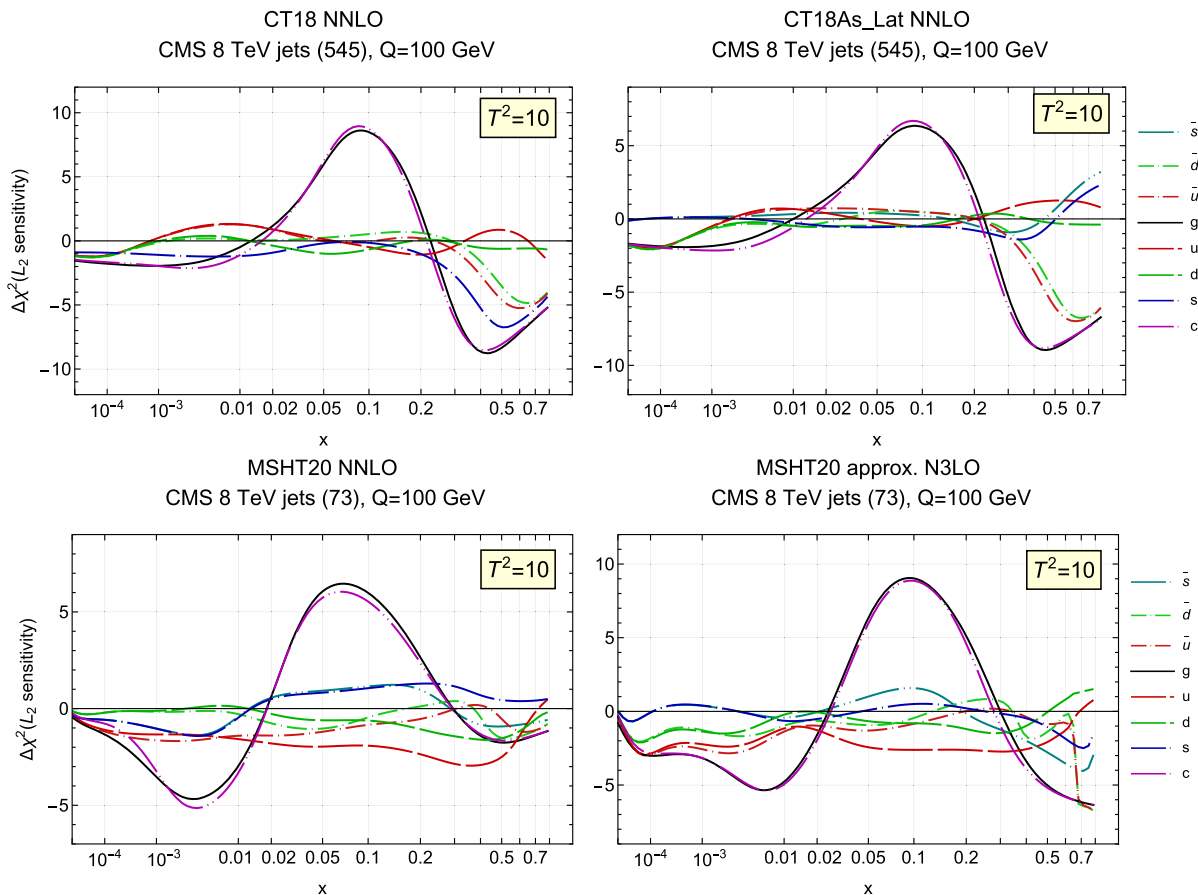 CT18 NNLO
CMS 8 TeV jets (545), Q=100 GeV
T²=10
Δχ²(L₂ sensitivity)
10
5
0
−5
−10
10⁻⁴
10⁻³
0.01
0.02
0.05
0.1
0.2
0.5
0.7
x
CT18As_Lat NNLO
CMS 8 TeV jets (545), Q=100 GeV
T²=10
5
0
−5
−10
10⁻⁴
10⁻³
0.01
0.02
0.05
0.1
0.2
0.5
0.7
x
s̄
d̄
ū
g
u
d
s
c
MSHT20 NNLO
CMS 8 TeV jets (73), Q=100 GeV
T²=10
Δχ²(L₂ sensitivity)
5
0
−5
10⁻⁴
10⁻³
0.01
0.02
0.05
0.1
0.2
0.5
0.7
x
MSHT20 approx. N3LO
CMS 8 TeV jets (73), Q=100 GeV
T²=10
10
5
0
−5
10⁻⁴
10⁻³
0.01
0.02
0.05
0.1
0.2
0.5
0.7
x
s̄
d̄
ū
g
u
d
s
c